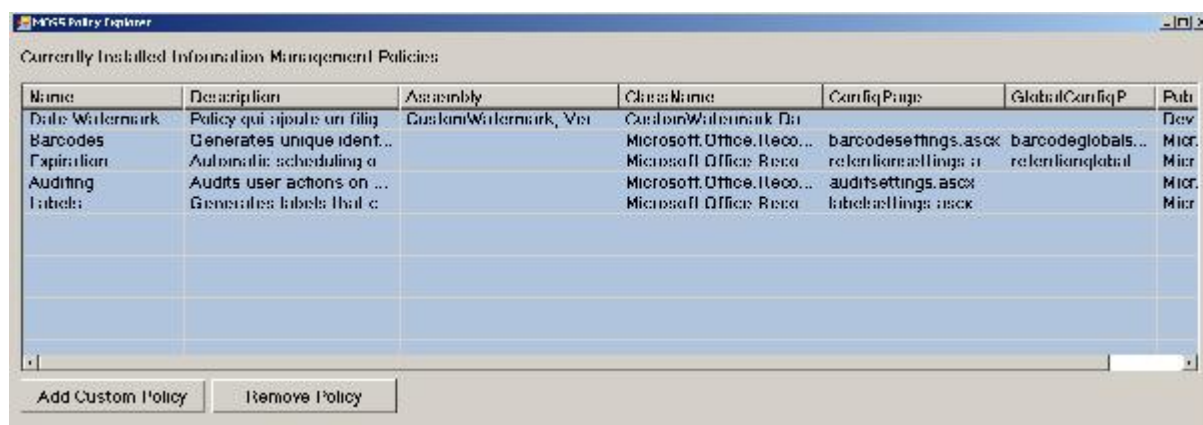 MOSS Policy Explorer
Currently Installed Information Management Policies
Name Description Assembly ClassName ConfigPage GlobalConfigP
Date Watermark Policy qui ajoute un filig CustomWatermark, Ver CustomWatermark.Da Dev
Barcodes Generates unique ident... Microsoft.Office.Reco... barcodesettings.ascx barcodeglobals... Micr.
Expiration Automatic scheduling o Microsoft.Office.Reco retentionsettings.a retentionglobal Micr
Auditing Audits user actions on ... Microsoft.Office.Reco... auditsettings.ascx Micr.
Labels Generates labels that c Microsoft.Office.Reco labelsettings.ascx Micr
Add Custom Policy Remove Policy